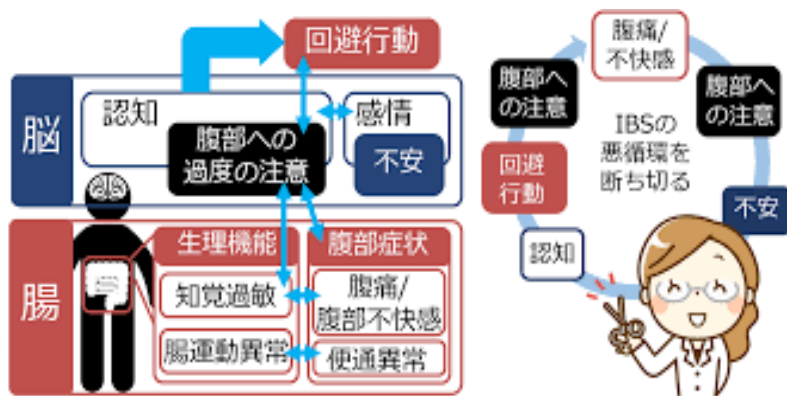 回避行動
脳
認知
感情
腹部への
過度の注意
不安
腸
生理機能
腹部症状
知覚過敏
腹痛/
腹部不快感
腸運動異常
便通異常
腹痛/
不快感
腹部へ
の注意
腹部へ
の注意
IBSの
悪循環を
断ち切る
回避
行動
不安
認知